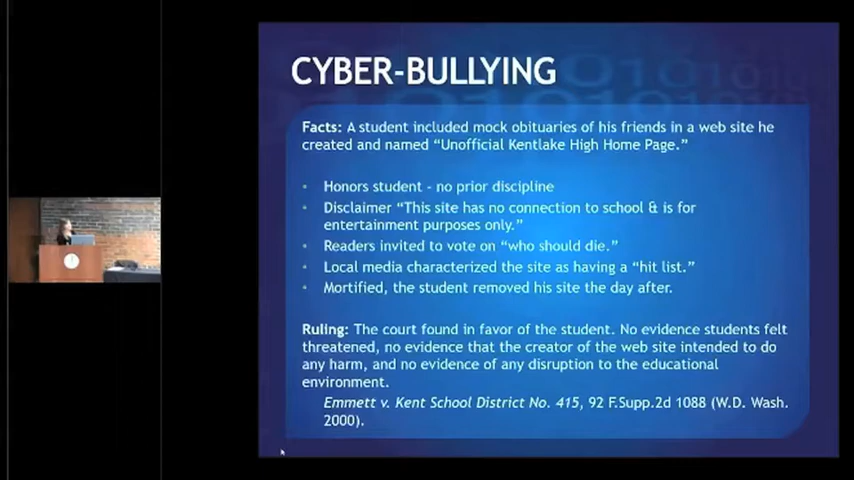 CYBER-BULLYING
Facts: A student included mock obituaries of his friends in a web site he
created and named “Unofficial Kentlake High Home Page.”
• Honors student - no prior discipline
• Disclaimer “This site has no connection to school & is for
entertainment purposes only.”
• Readers invited to vote on “who should die.”
• Local media characterized the site as having a “hit list.”
• Mortified, the student removed his site the day after.
Ruling: The court found in favor of the student. No evidence students felt
threatened, no evidence that the creator of the web site intended to do
any harm, and no evidence of any disruption to the educational
environment.
Emmett v. Kent School District No. 415, 92 F.Supp.2d 1088 (W.D. Wash.
2000).